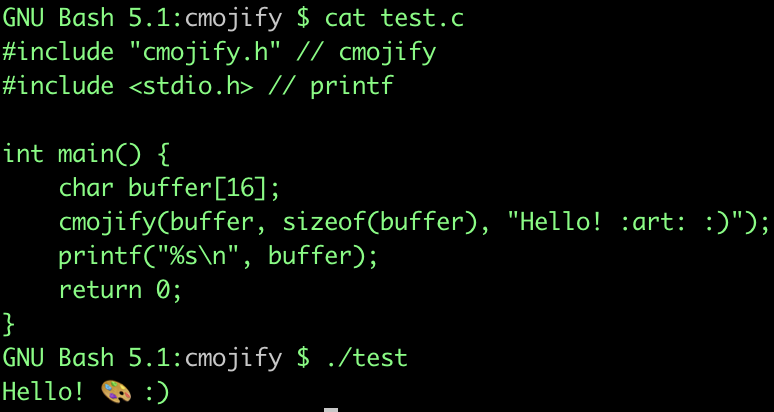 GNU Bash 5.1:cmojify $ cat test.c
#include "cmojify.h" // cmojify
#include <stdio.h> // printf

int main() {
    char buffer[16];
    cmojify(buffer, sizeof(buffer), "Hello! :art: :)");
    printf("%s\n", buffer);
    return 0;
}
GNU Bash 5.1:cmojify $ ./test
Hello! 🎨 :)